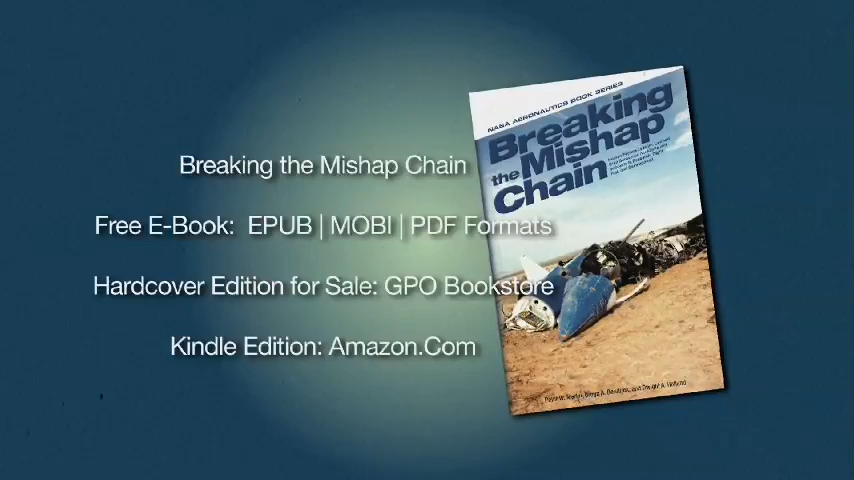 Breaking the Mishap Chain
Free E-Book: EPUB | MOBI | PDF Formats
Hardcover Edition for Sale: GPO Bookstore
Kindle Edition: Amazon.Com
NASA AERONAUTICS BOOK SERIES
Breaking
the Mishap
Chain